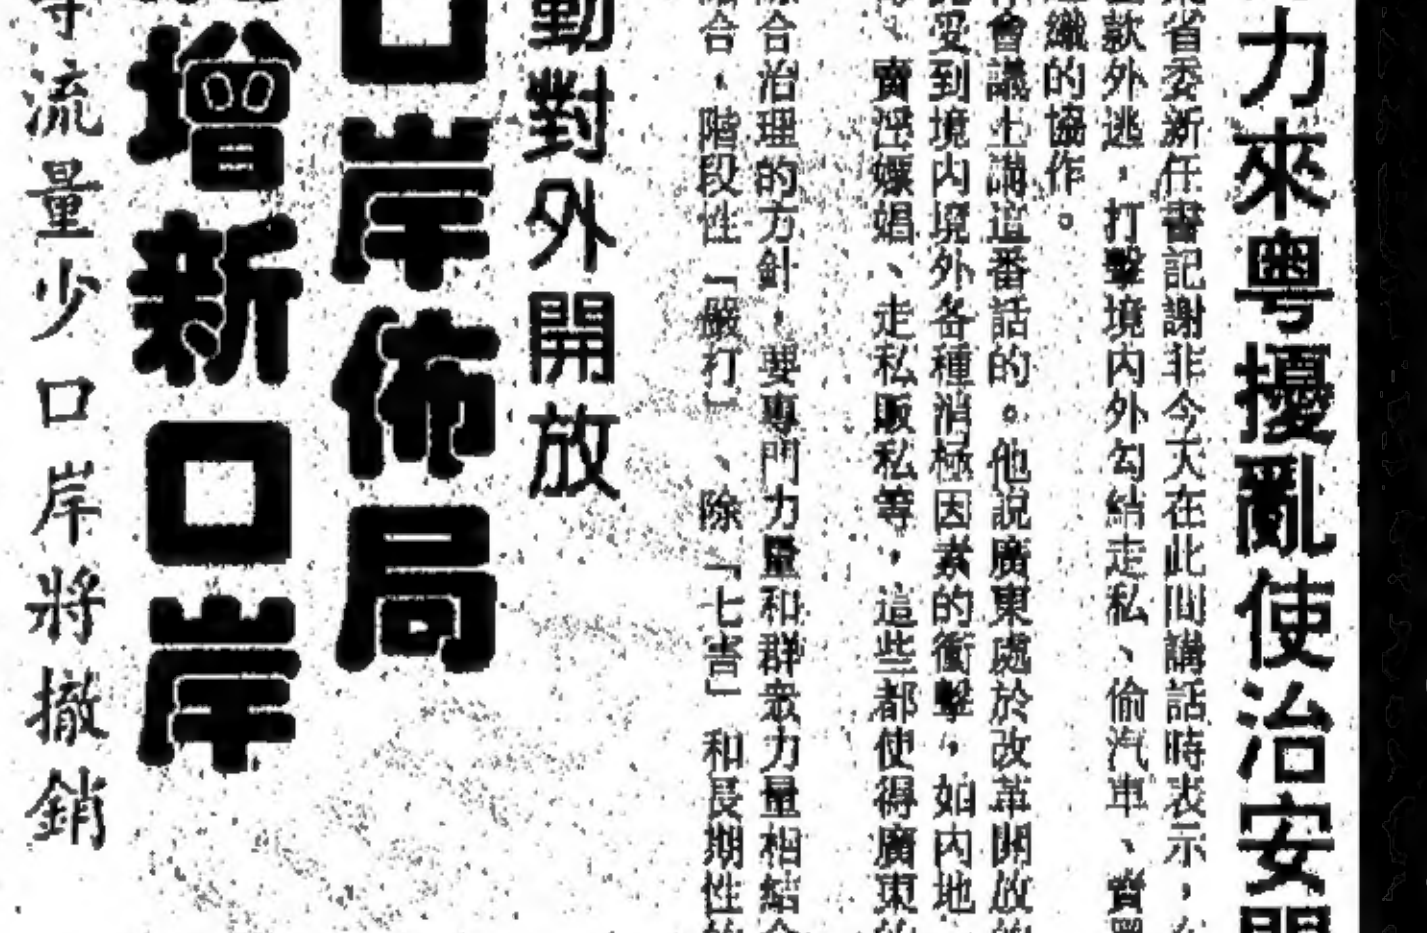 力來粵擾亂使治安
省委新任書記謝非今天在此間講話時表示，
款外逃，打擊境內外勾結走私、偷汽車、賣
織的協作。
會議上講這番話的。他說廣東處於改革開放
受到境內境外各種消極因素的衝擊，如內地
、賣淫嫖娼、走私販私等，這些都使得廣東
合治理的方針，要專門力量和群眾力量相結
合，階段性「嚴打」、除「七害」和長期性
對外開放
口岸佈局
增新口岸
流量少口岸將撤銷